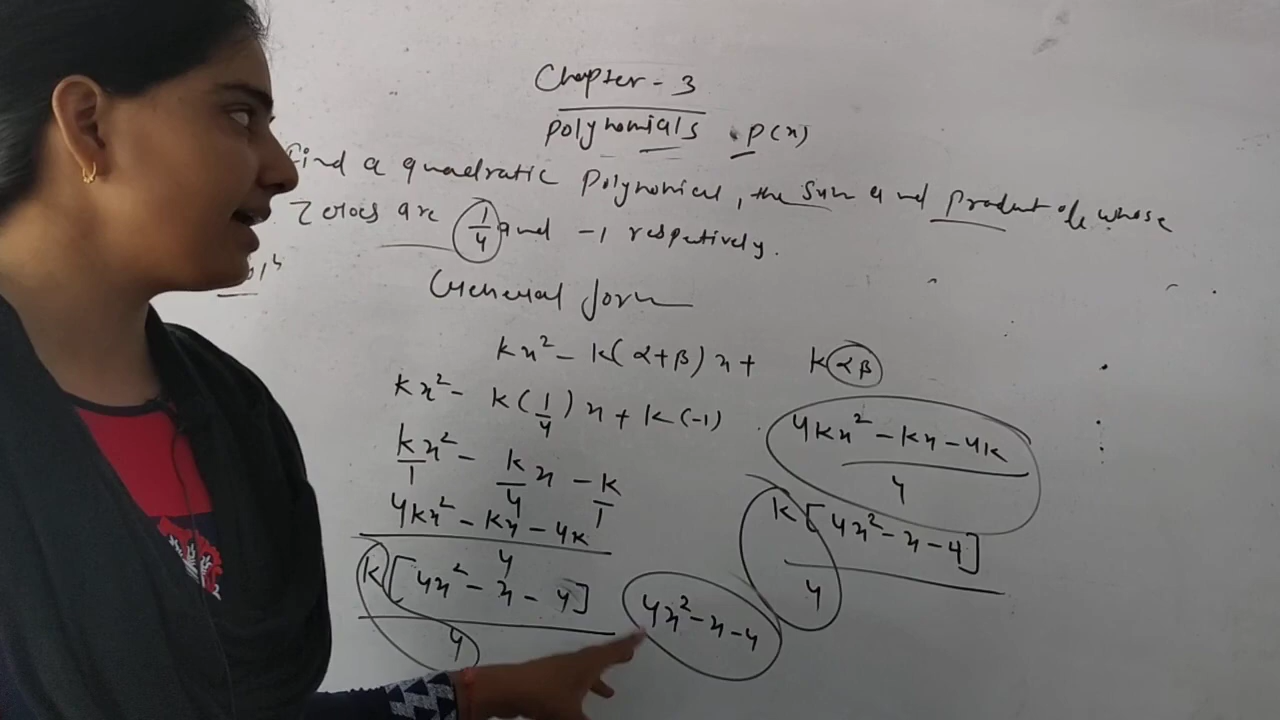 Chapter - 3
Polynomials . P(x)
Find a quadratic Polynomial, the sum and Product of whose
Zeroes are 1/4 and -1 respectively.
Solⁿ
General form
kx² - k(α+β)x + kαβ
kx² - k(1/4)x + k(-1)
k/1 x² - k/4 x - k/1
4kx² - kx - 4k / 4
k[4x² - x - 4] / 4
4x² - x - 4
4kx² - kx - 4k / 4
k[4x² - x - 4] / 4